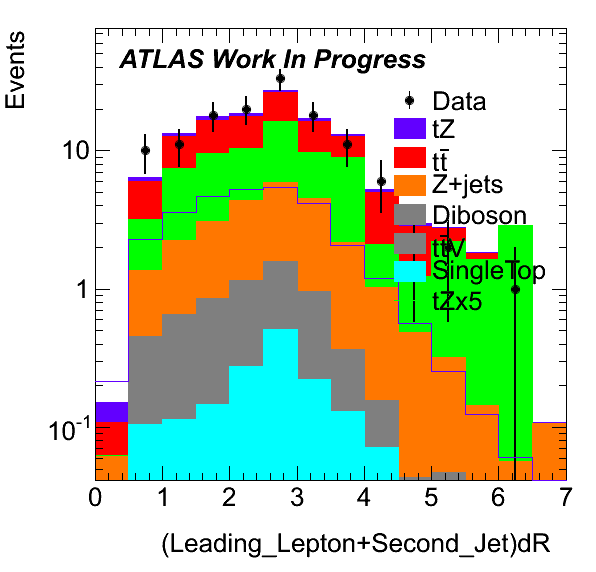 Events
ATLAS Work In Progress
Data
tZ
tt̄
Z+jets
Diboson
tt̄V
SingleTop
tZx5
10
1
10⁻¹
0 1 2 3 4 5 6 7
(Leading_Lepton+Second_Jet)dR